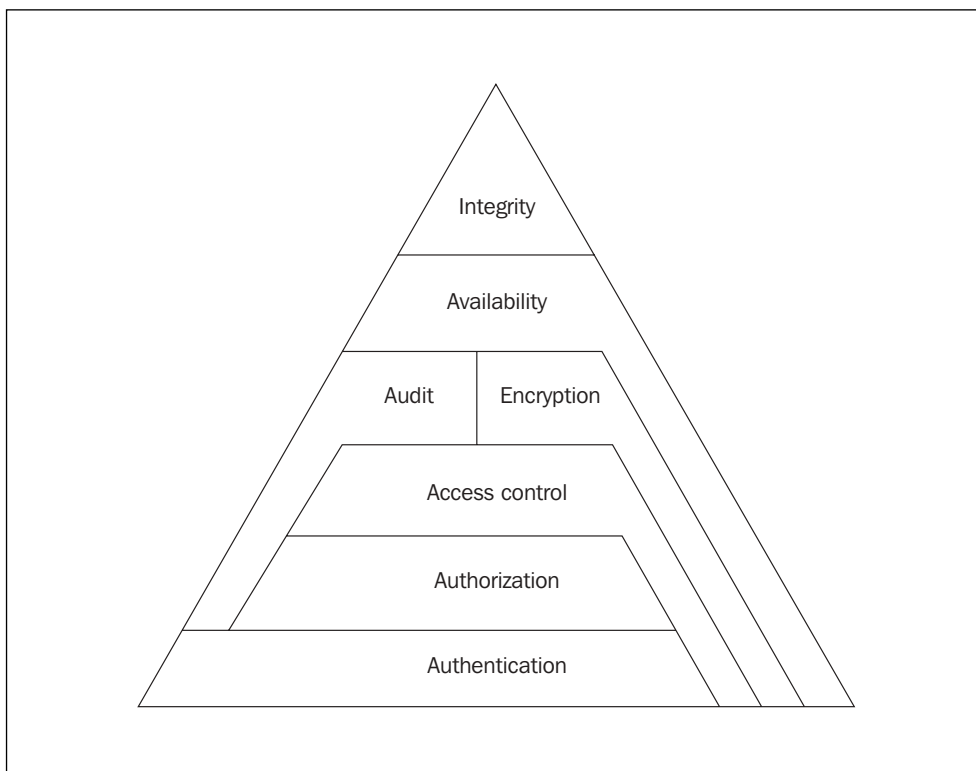 Integrity
Availability
Audit Encryption
Access control
Authorization
Authentication